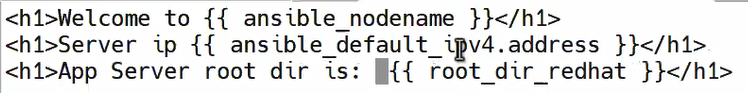 <h1>Welcome to {{ ansible_nodename }}</h1>
<h1>Server ip {{ ansible_default_ipv4.address }}</h1>
<h1>App Server root dir is: {{ root_dir_redhat }}</h1>